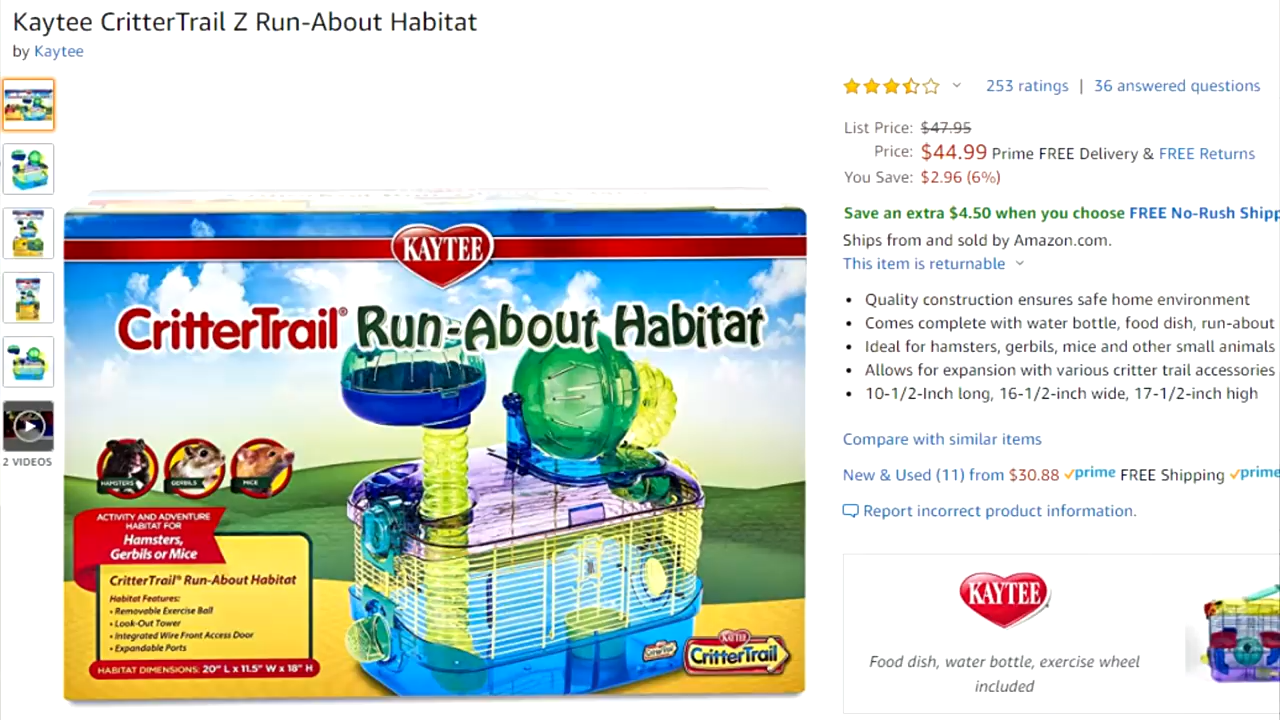 Kaytee CritterTrail Z Run-About Habitat
by Kaytee
2 VIDEOS
KAYTEE
CritterTrail® Run-About Habitat
HAMSTERS
GERBILS
MICE
ACTIVITY AND ADVENTURE
HABITAT FOR
Hamsters,
Gerbils or Mice
CritterTrail® Run-About Habitat
Habitat Features:
• Removable Exercise Ball
• Look-Out Tower
• Integrated Wire Front Access Door
• Expandable Ports
HABITAT DIMENSIONS: 20" L x 11.5" W x 18" H
KAYTEE
CritterTrail
253 ratings | 36 answered questions
List Price: $47.95
Price: $44.99 Prime FREE Delivery & FREE Returns
You Save: $2.96 (6%)
Save an extra $4.50 when you choose FREE No-Rush Shipp
Ships from and sold by Amazon.com.
This item is returnable
• Quality construction ensures safe home environment
• Comes complete with water bottle, food dish, run-about
• Ideal for hamsters, gerbils, mice and other small animals
• Allows for expansion with various critter trail accessories
• 10-1/2-Inch long, 16-1/2-inch wide, 17-1/2-inch high
Compare with similar items
New & Used (11) from $30.88 prime FREE Shipping prime
Report incorrect product information.
KAYTEE
Food dish, water bottle, exercise wheel
included